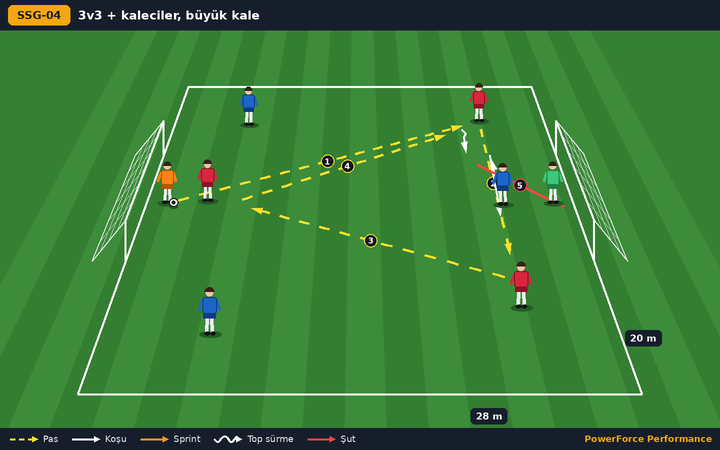 SSG-04 3v3 + kaleciler, büyük kale
1
4
2
5
3
20 m
28 m
Pas Koşu Sprint Top sürme Şut PowerForce Performance